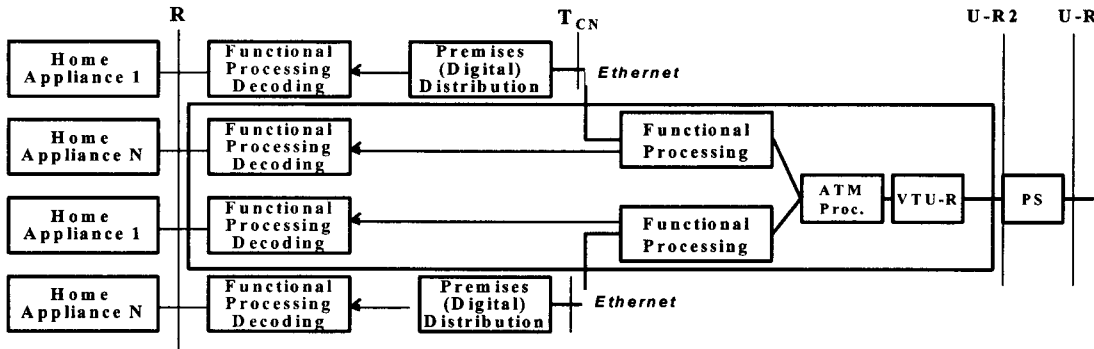 R
T CN
U-R2
U-R
Home
Appliance 1
Functional
Processing
Decoding
Premises
(Digital)
Distribution
Ethernet
Home
Appliance N
Functional
Processing
Decoding
Functional
Processing
ATM
Proc.
VTU-R
PS
Home
Appliance 1
Functional
Processing
Decoding
Functional
Processing
Home
Appliance N
Functional
Processing
Decoding
Premises
(Digital)
Distribution
Ethernet